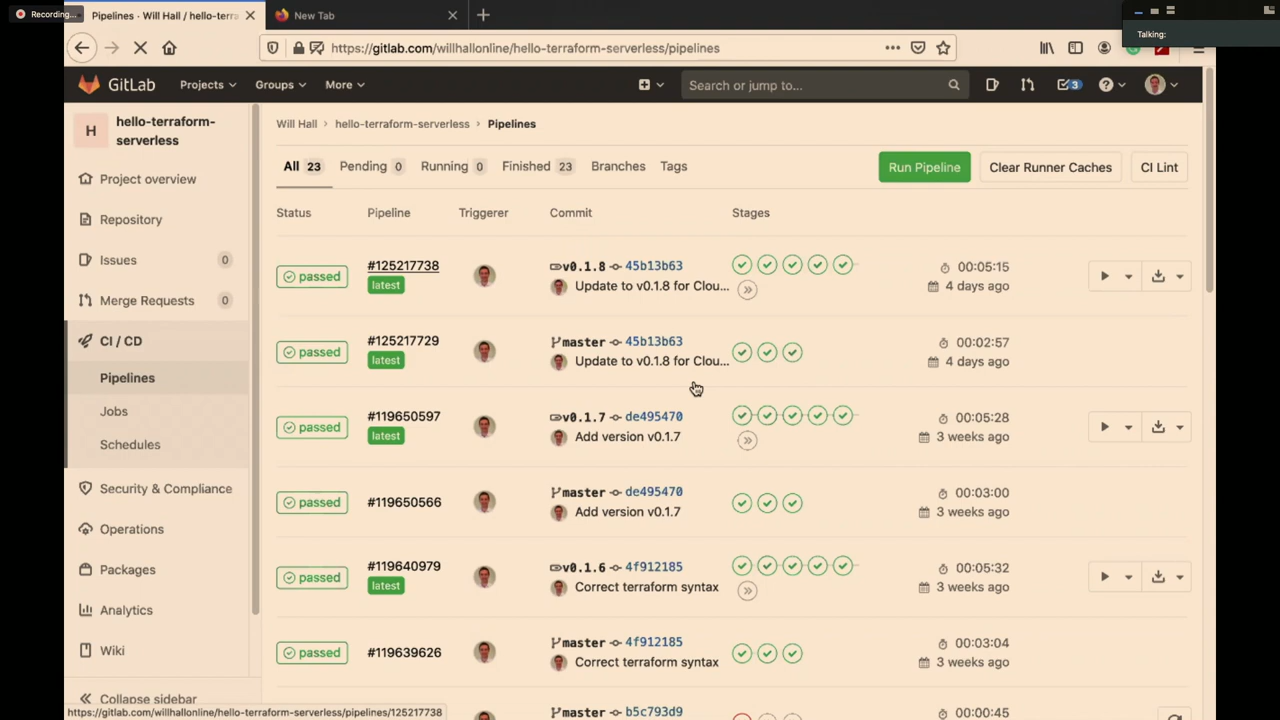 Recording...
Pipelines · Will Hall / hello-terra
New Tab
Talking:
https://gitlab.com/willhallonline/hello-terraform-serverless/pipelines
GitLab
Projects
Groups
More
Search or jump to...
3
H
hello-terraform-
serverless
Project overview
Repository
Issues 0
Merge Requests 0
CI / CD
Pipelines
Jobs
Schedules
Security & Compliance
Operations
Packages
Analytics
Wiki
Collapse sidebar
Will Hall > hello-terraform-serverless > Pipelines
All 23 Pending 0 Running 0 Finished 23 Branches Tags
Run Pipeline
Clear Runner Caches
CI Lint
Status Pipeline Triggerer Commit Stages
passed #125217738 v0.1.8 45b13b63 00:05:15
latest Update to v0.1.8 for Clou... 4 days ago
passed #125217729 master 45b13b63 00:02:57
latest Update to v0.1.8 for Clou... 4 days ago
passed #119650597 v0.1.7 de495470 00:05:28
latest Add version v0.1.7 3 weeks ago
passed #119650566 master de495470 00:03:00
Add version v0.1.7 3 weeks ago
passed #119640979 v0.1.6 4f912185 00:05:32
latest Correct terraform syntax 3 weeks ago
passed #119639626 master 4f912185 00:03:04
Correct terraform syntax 3 weeks ago
master b5c793d9 00:00:45
https://gitlab.com/willhallonline/hello-terraform-serverless/pipelines/125217738